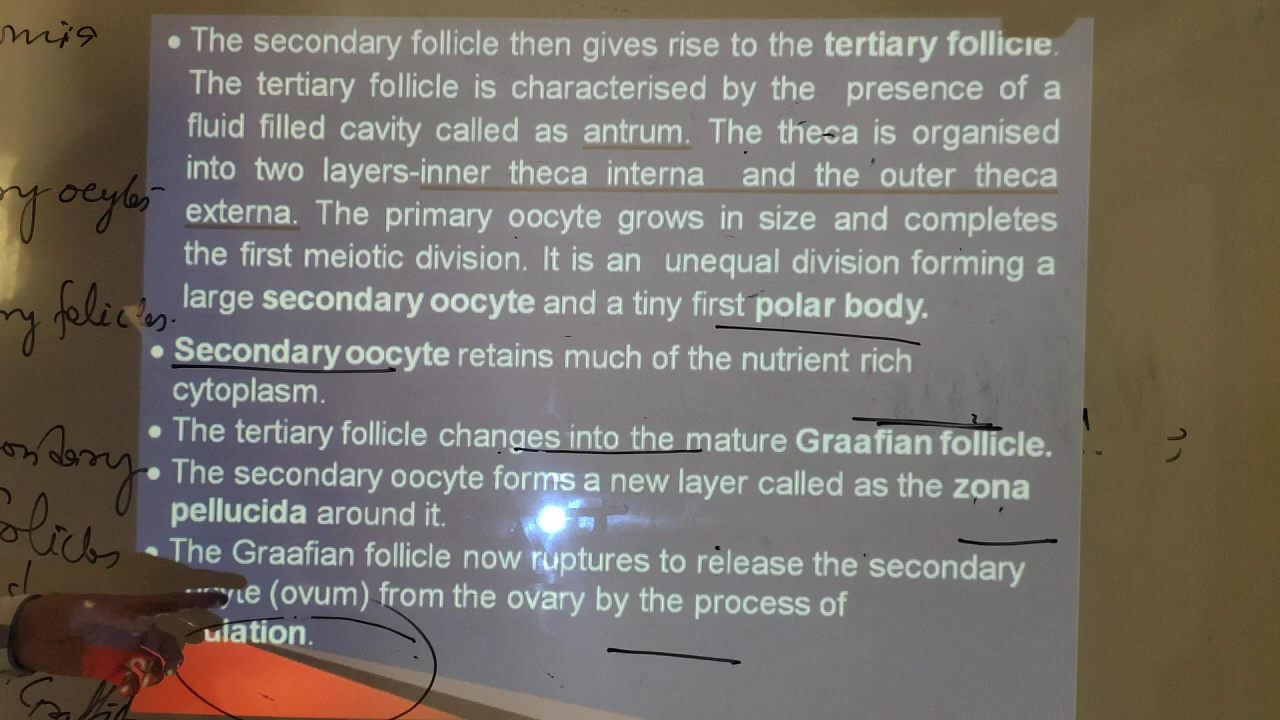 • The secondary follicle then gives rise to the tertiary follicle.
The tertiary follicle is characterised by the presence of a
fluid filled cavity called as antrum. The theca is organised
into two layers-inner theca interna and the outer theca
externa. The primary oocyte grows in size and completes
the first meiotic division. It is an unequal division forming a
large secondary oocyte and a tiny first polar body.
• Secondary oocyte retains much of the nutrient rich
cytoplasm.
• The tertiary follicle changes into the mature Graafian follicle.
• The secondary oocyte forms a new layer called as the zona
pellucida around it.
• The Graafian follicle now ruptures to release the secondary
(ovum) from the ovary by the process of
ulation.